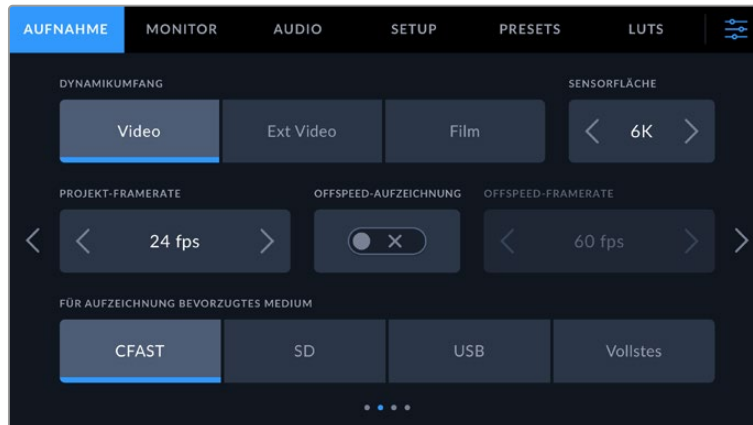 AUFNAHME MONITOR AUDIO SETUP PRESETS LUTS
DYNAMIKUMFANG SENSORFLÄCHE
Video Ext Video Film 6K
PROJEKT-FRAMERATE OFFSPEED-AUFZEICHNUNG OFFSPEED-FRAMERATE
24 fps 60 fps
FÜR AUFZEICHNUNG BEVORZUGTES MEDIUM
CFAST SD USB Vollstes